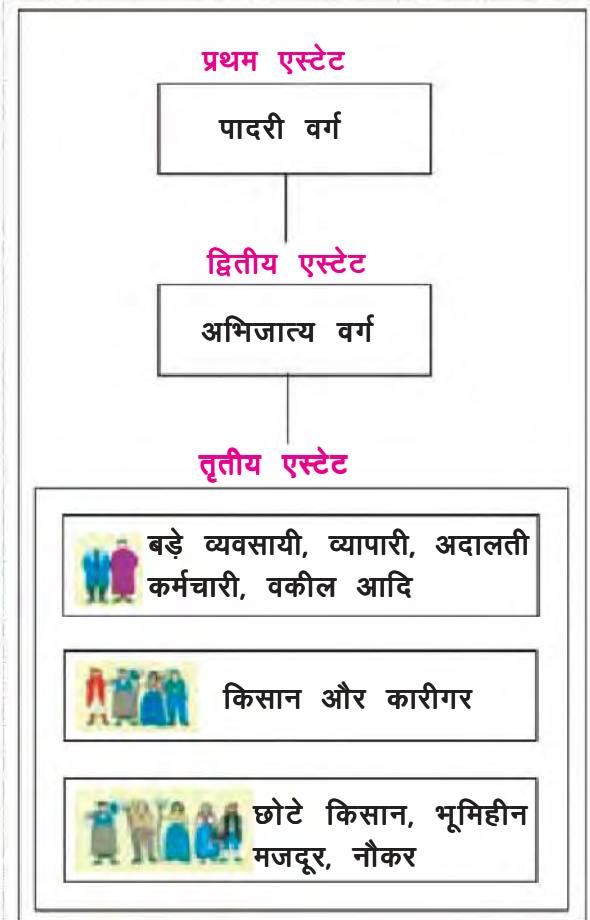 प्रथम एस्टेट
पादरी वर्ग
द्वितीय एस्टेट
अभिजात्य वर्ग
तृतीय एस्टेट
बड़े व्यवसायी, व्यापारी, अदालती
कर्मचारी, वकील आदि
किसान और कारीगर
छोटे किसान, भूमिहीन
मजदूर, नौकर